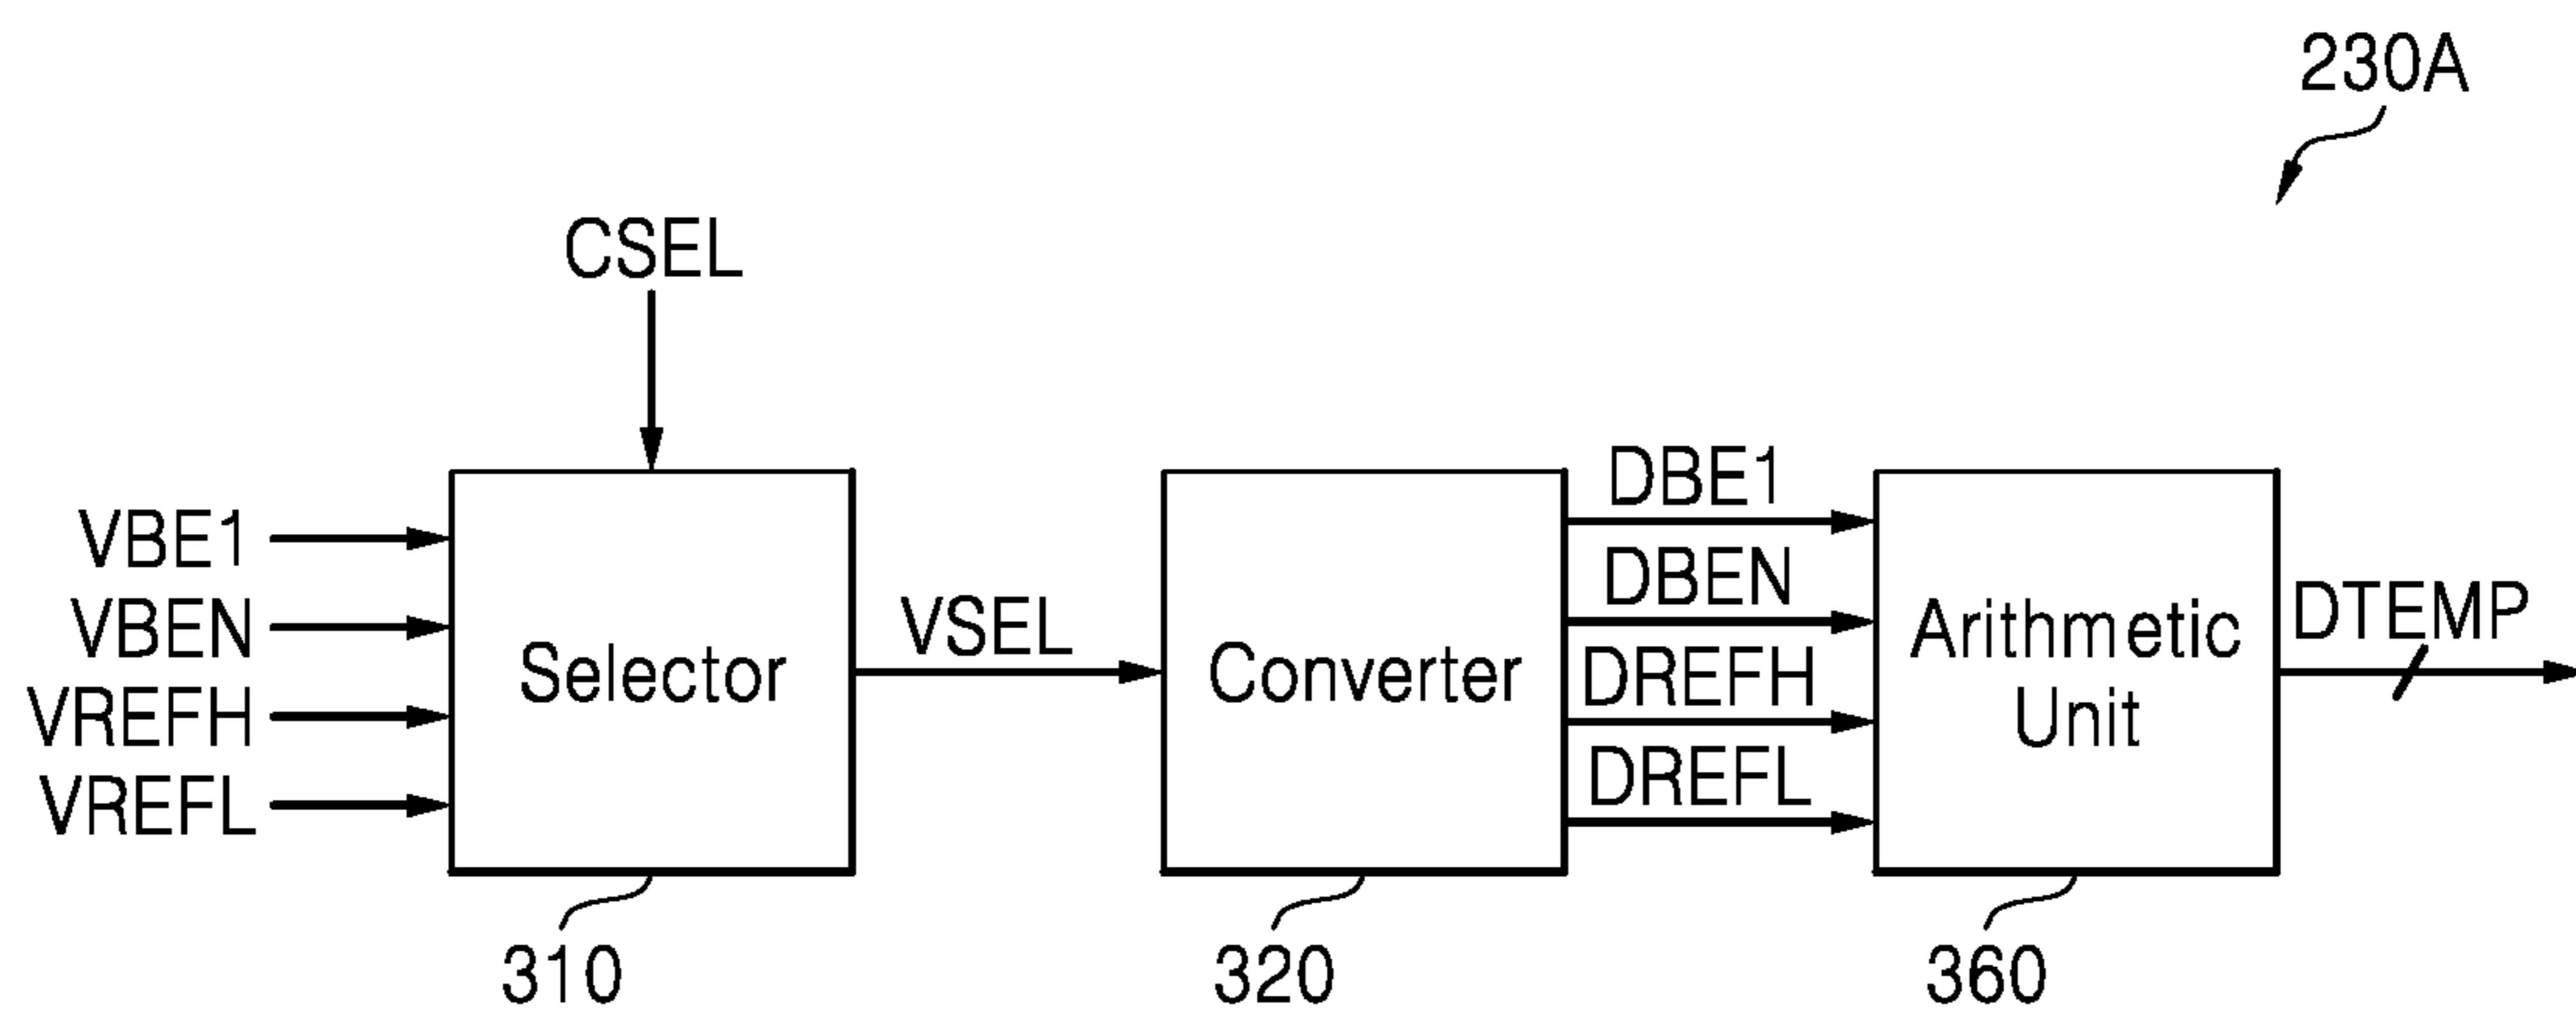 230A
CSEL
VBE1
VBEN
VREFH
VREFL
Selector
VSEL
Converter
DBE1
DBEN
DREFH
DREFL
Arithmetic
Unit
DTEMP
310
320
360